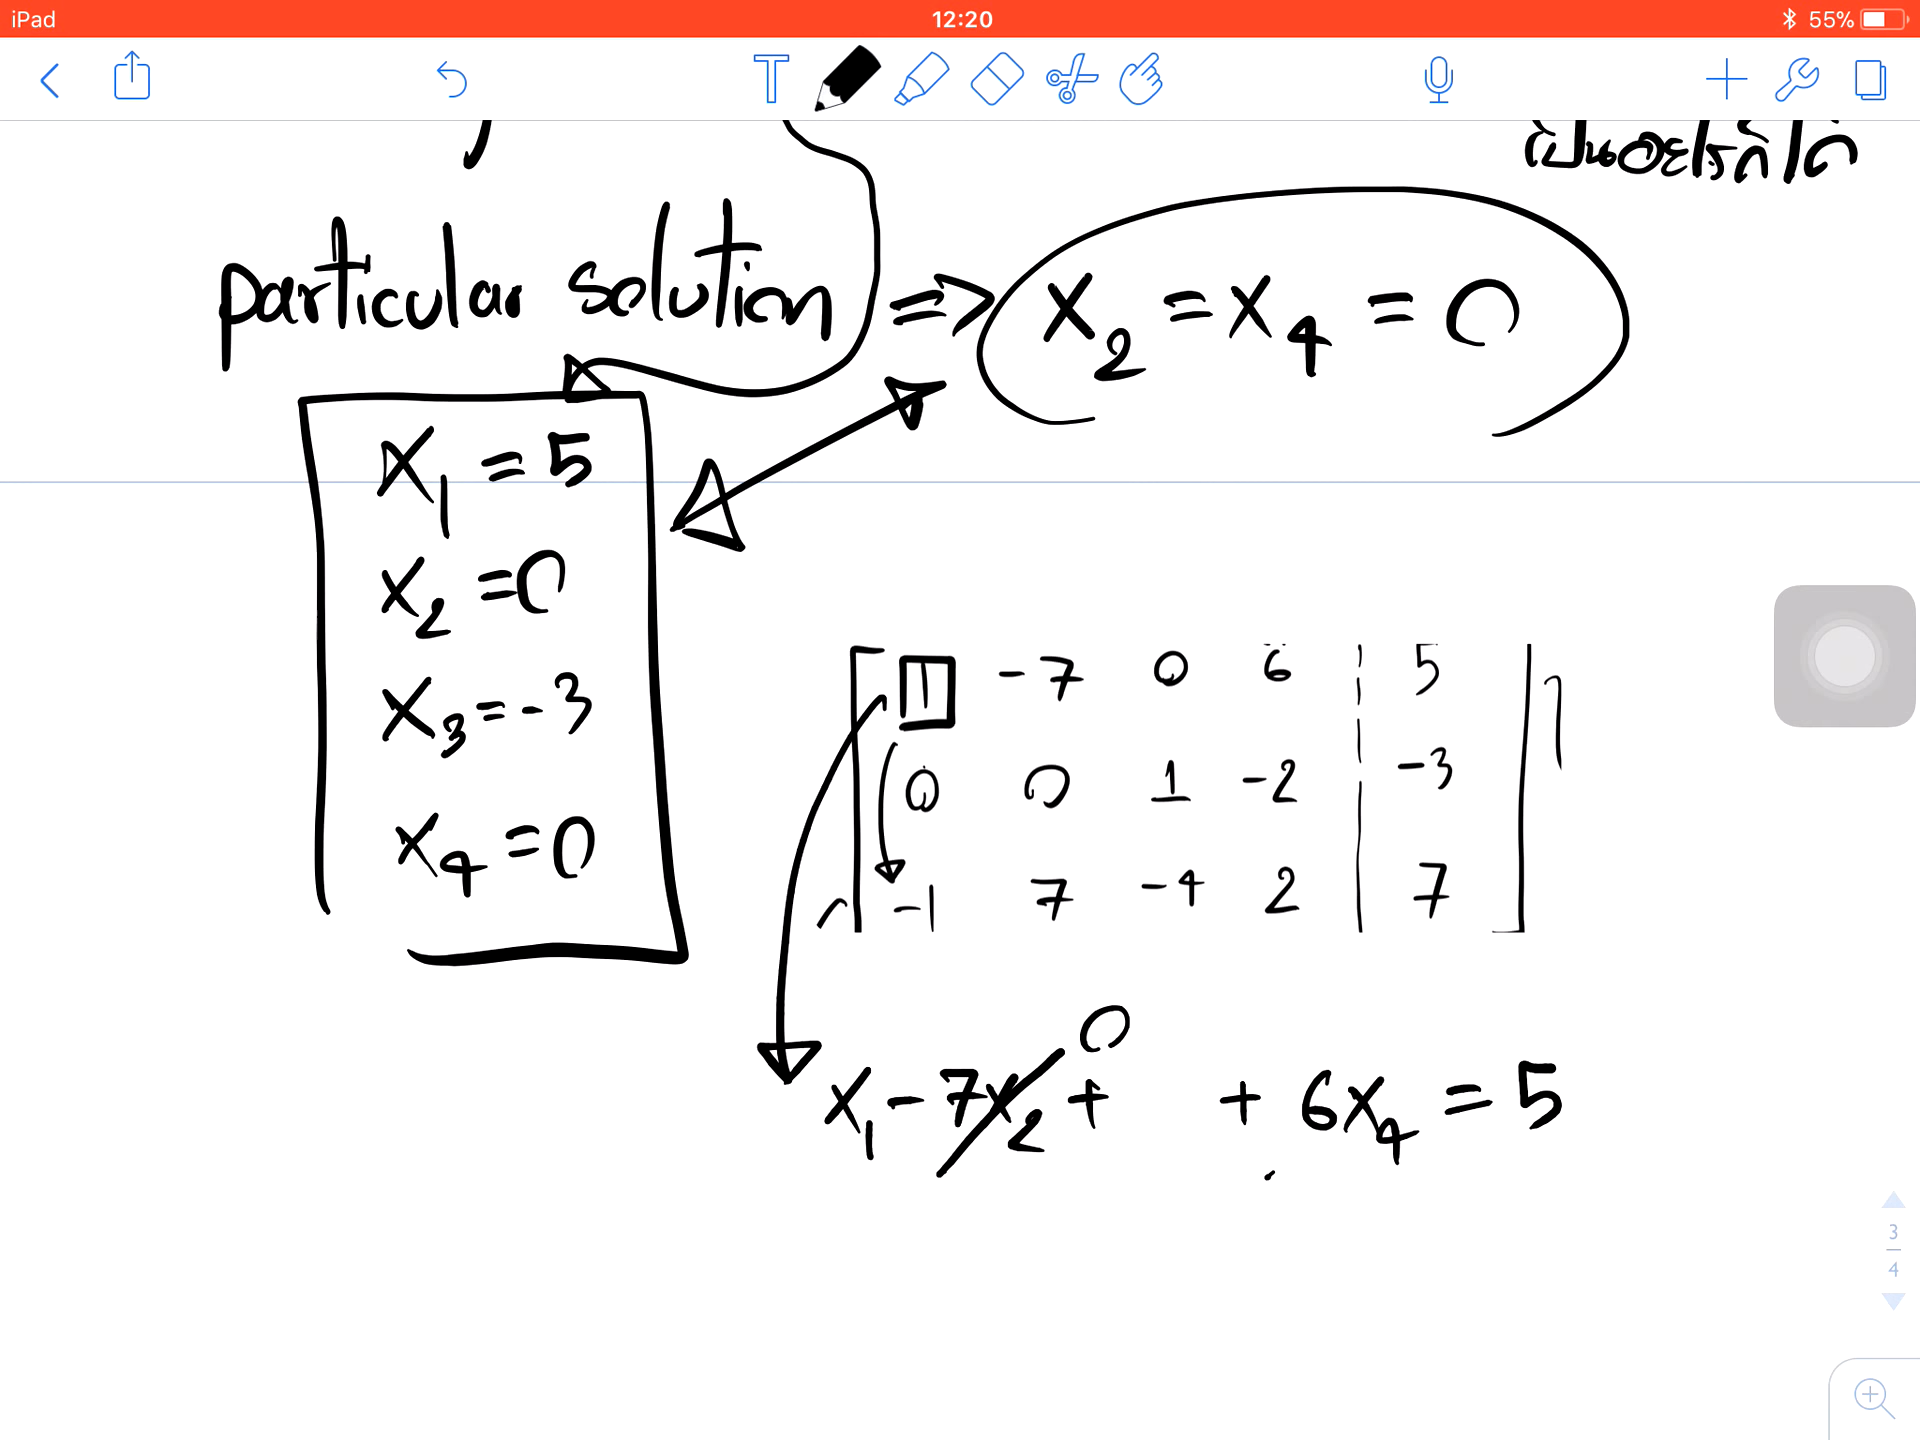 iPad 12:20 55%
T
เป็นอะไรก็ได้
particular solution ⇒ x₂ = x₄ = 0
x₁ = 5
x₂ = 0
x₃ = -3
x₄ = 0
1 -7 0 6 5
0 0 1 -2 -3
-1 7 -4 2 7
0
x₁ - 7x₂ + + 6x₄ = 5
3
4